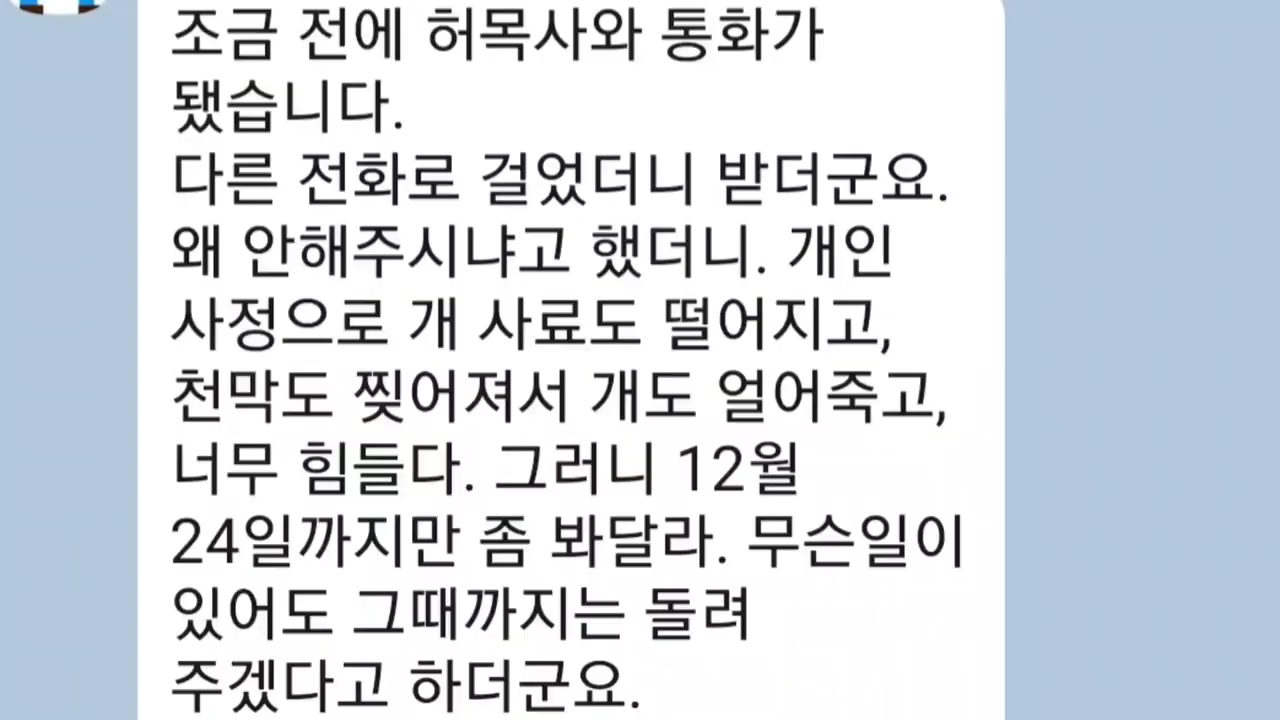 조금 전에 허목사와 통화가
됐습니다.
다른 전화로 걸었더니 받더군요.
왜 안해주시냐고 했더니. 개인
사정으로 개 사료도 떨어지고,
천막도 찢어져서 개도 얼어죽고,
너무 힘들다. 그러니 12월
24일까지만 좀 봐달라. 무슨일이
있어도 그때까지는 돌려
주겠다고 하더군요.